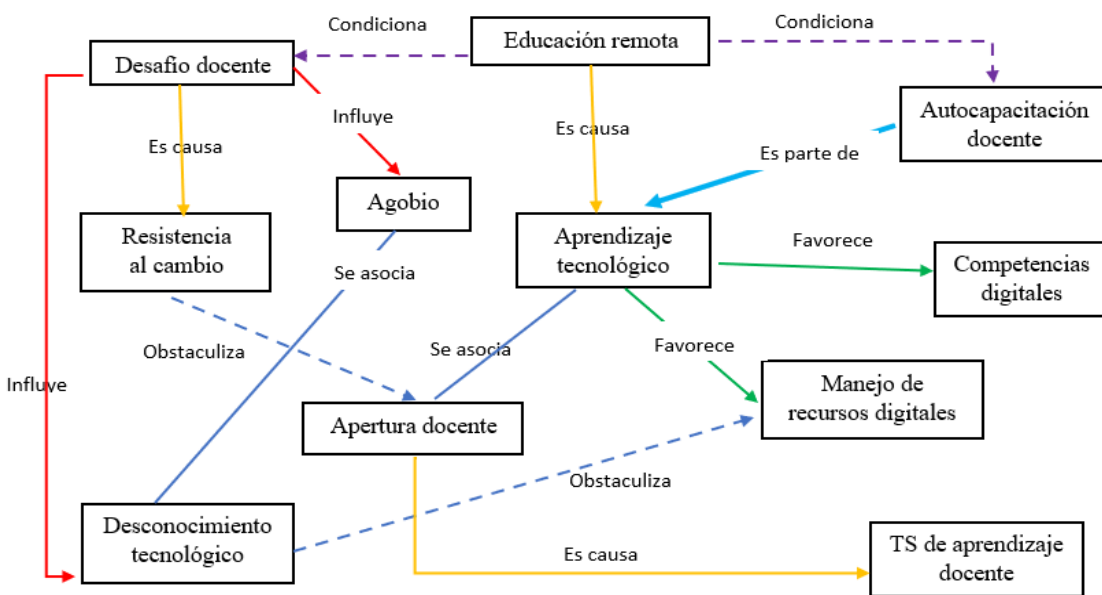 Condiciona
Educación remota
Condiciona
Desafío docente
Influye
Es causa
Es causa
Autocapacitación
docente
Es parte de
Agobio
Resistencia
al cambio
Aprendizaje
tecnológico
Favorece
Competencias
digitales
Se asocia
Obstaculiza
Se asocia
Favorece
Influye
Manejo de
recursos digitales
Apertura docente
Obstaculiza
Desconocimiento
tecnológico
Es causa
TS de aprendizaje
docente